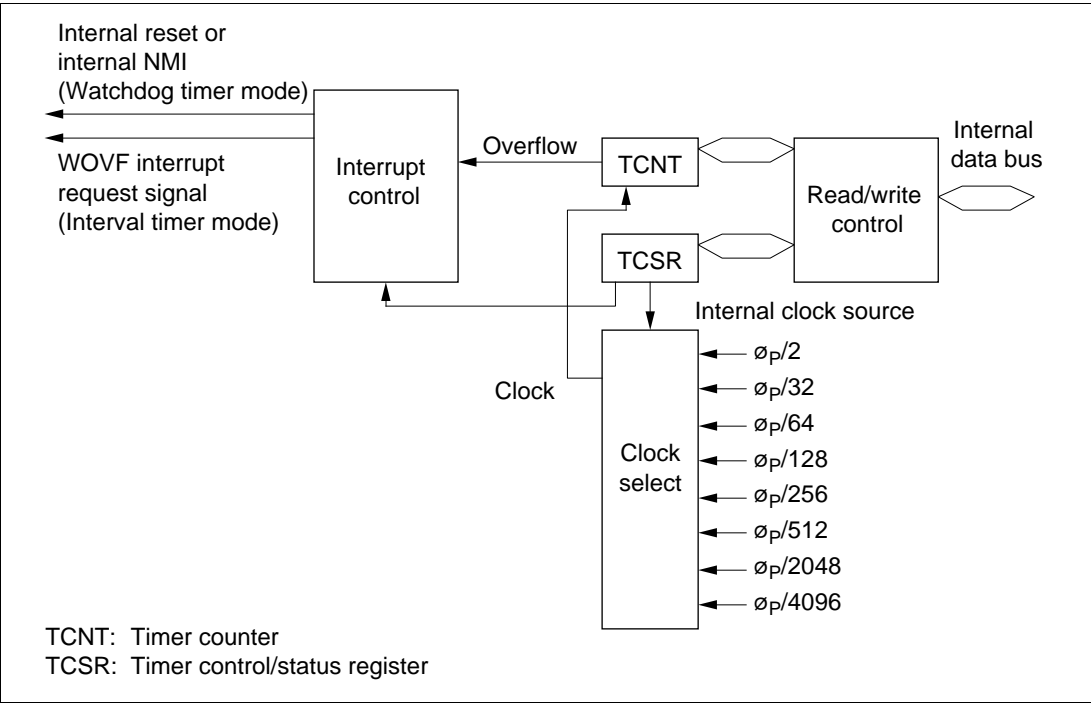 Internal reset or
internal NMI
(Watchdog timer mode)
WOVF interrupt
request signal
(Interval timer mode)
Interrupt
control
Overflow
TCNT
TCSR
Read/write
control
Internal
data bus
Internal clock source
Clock
Clock
select
øP/2
øP/32
øP/64
øP/128
øP/256
øP/512
øP/2048
øP/4096
TCNT: Timer counter
TCSR: Timer control/status register